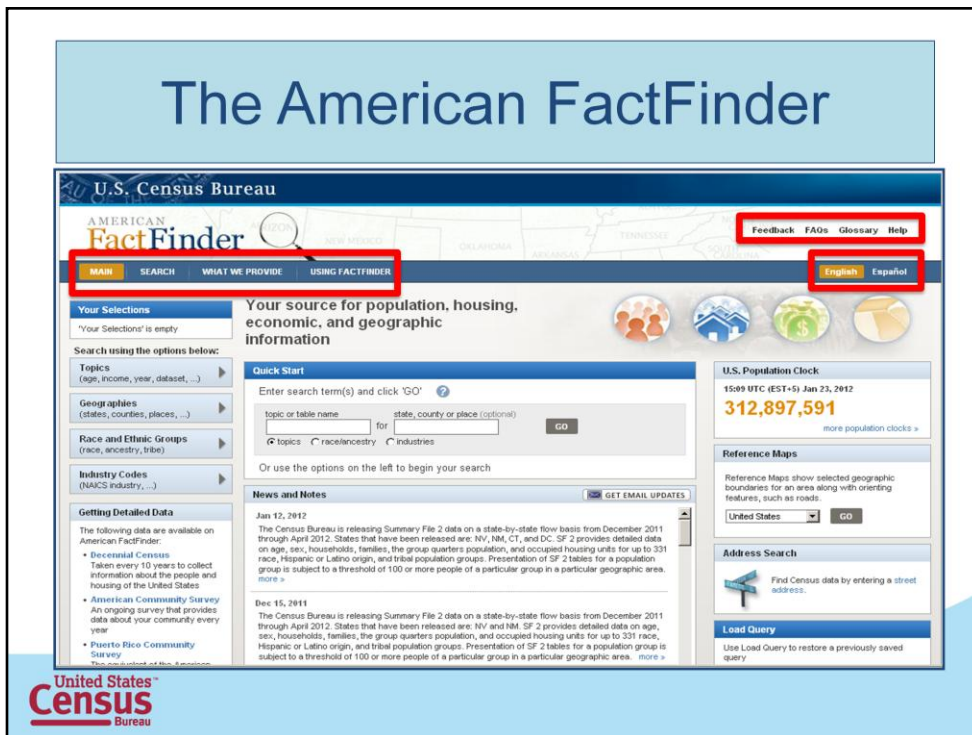 The American FactFinder
U.S. Census Bureau
AMERICAN
FactFinder
ARIZONA
NEW MEXICO
OKLAHOMA
ARKANSAS
TENNESSEE
SOUTH
CAROLINA
Feedback FAQs Glossary Help
MAIN SEARCH WHAT WE PROVIDE USING FACTFINDER
English Español
Your Selections
'Your Selections' is empty
Search using the options below:
Topics
(age, income, year, dataset, ...)
Geographies
(states, counties, places, ...)
Race and Ethnic Groups
(race, ancestry, tribe)
Industry Codes
(NAICS industry, ...)
Getting Detailed Data
The following data are available on
American FactFinder:
• Decennial Census
Taken every 10 years to collect
information about the people and
housing of the United States
• American Community Survey
An ongoing survey that provides
data about your community every
year
• Puerto Rico Community
Survey
The equivalent of the American
Your source for population, housing,
economic, and geographic
information
Quick Start
Enter search term(s) and click 'GO' ?
topic or table name state, county or place (optional)
for GO
topics race/ancestry industries
Or use the options on the left to begin your search
News and Notes GET EMAIL UPDATES
Jan 12, 2012
The Census Bureau is releasing Summary File 2 data on a state-by-state flow basis from December 2011
through April 2012. States that have been released are: NV, NM, CT, and DC. SF 2 provides detailed data
on age, sex, households, families, the group quarters population, and occupied housing units for up to 331
race, Hispanic or Latino origin, and tribal population groups. Presentation of SF 2 tables for a population
group is subject to a threshold of 100 or more people of a particular group in a particular geographic area.
more »
Dec 15, 2011
The Census Bureau is releasing Summary File 2 data on a state-by-state flow basis from December 2011
through April 2012. States that have been released are: NV and NM. SF 2 provides detailed data on age,
sex, households, families, the group quarters population, and occupied housing units for up to 331 race,
Hispanic or Latino origin, and tribal population groups. Presentation of SF 2 tables for a population group is
subject to a threshold of 100 or more people of a particular group in a particular geographic area. more »
U.S. Population Clock
15:09 UTC (EST+5) Jan 23, 2012
312,897,591
more population clocks »
Reference Maps
Reference Maps show selected geographic
boundaries for an area along with orienting
features, such as roads.
United States GO
Address Search
Find Census data by entering a street
address.
Load Query
Use Load Query to restore a previously saved
query
United States™
Census
Bureau